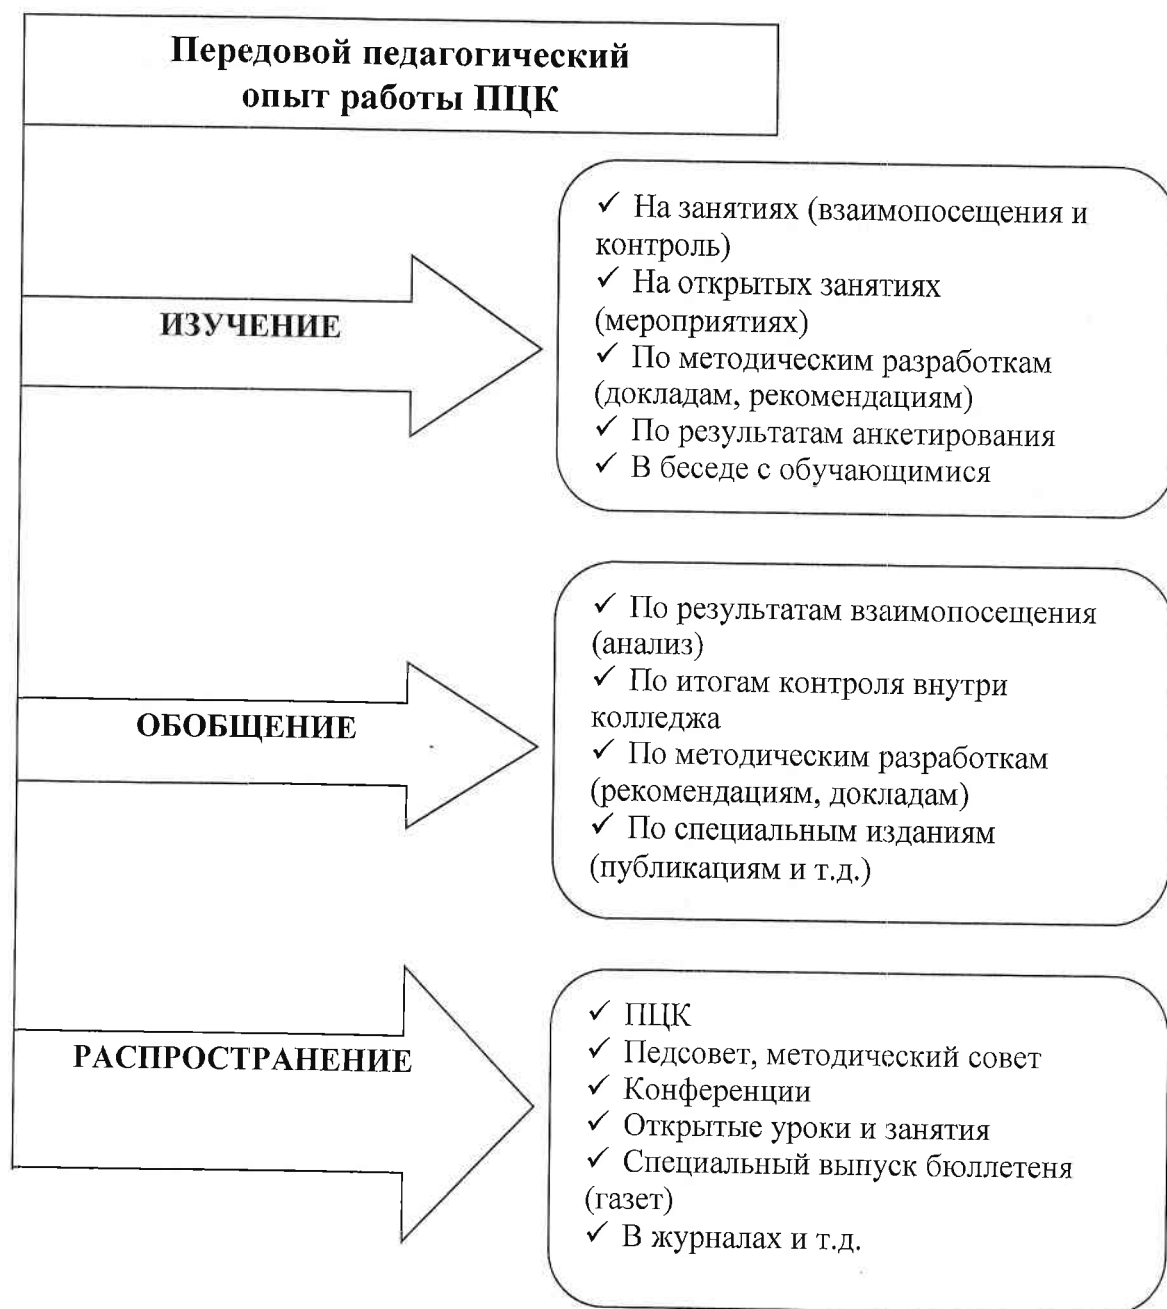 Передовой педагогический
опыт работы ПЦК
ИЗУЧЕНИЕ
✓ На занятиях (взаимопосещения и
контроль)
✓ На открытых занятиях
(мероприятиях)
✓ По методическим разработкам
(докладам, рекомендациям)
✓ По результатам анкетирования
✓ В беседе с обучающимися
ОБОБЩЕНИЕ
✓ По результатам взаимопосещения
(анализ)
✓ По итогам контроля внутри
колледжа
✓ По методическим разработкам
(рекомендациям, докладам)
✓ По специальным изданиям
(публикациям и т.д.)
РАСПРОСТРАНЕНИЕ
✓ ПЦК
✓ Педсовет, методический совет
✓ Конференции
✓ Открытые уроки и занятия
✓ Специальный выпуск бюллетеня
(газет)
✓ В журналах и т.д.